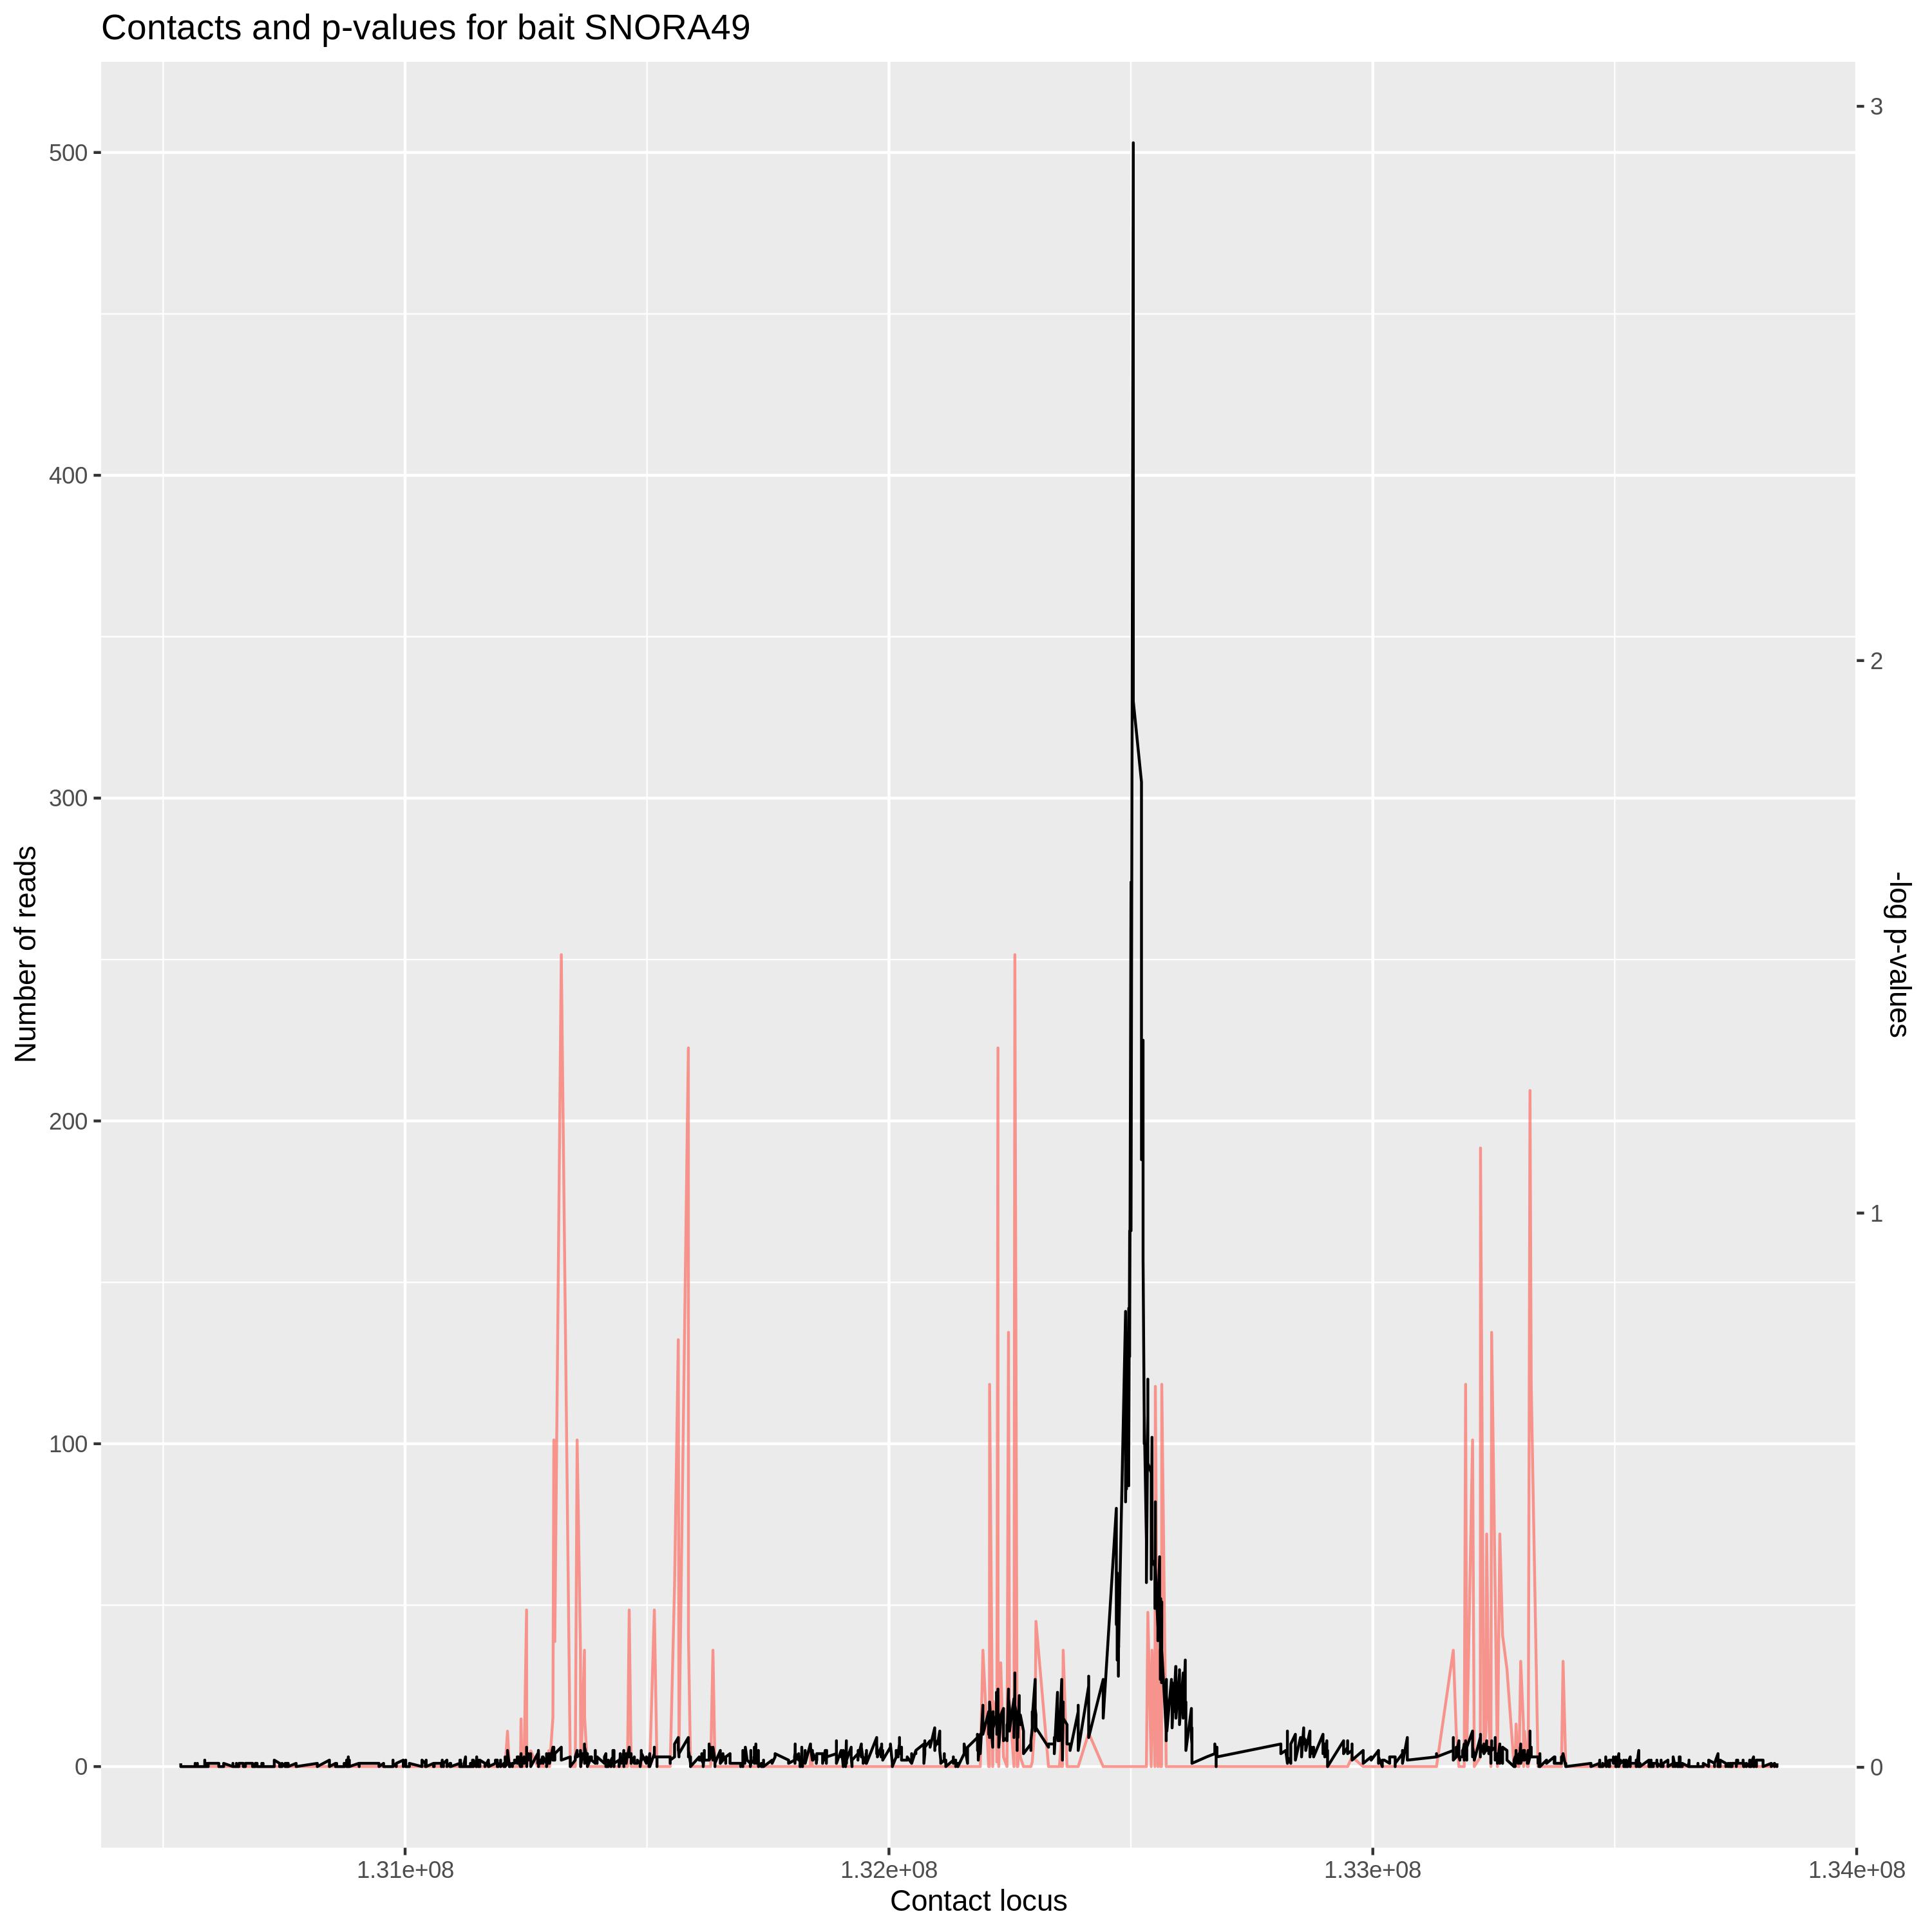 Contacts and p-values for bait SNORA49
500
400
300
200
100
0
Number of reads
3
2
1
0
-log p-values
1.31e+08
1.32e+08
1.33e+08
1.34e+08
Contact locus